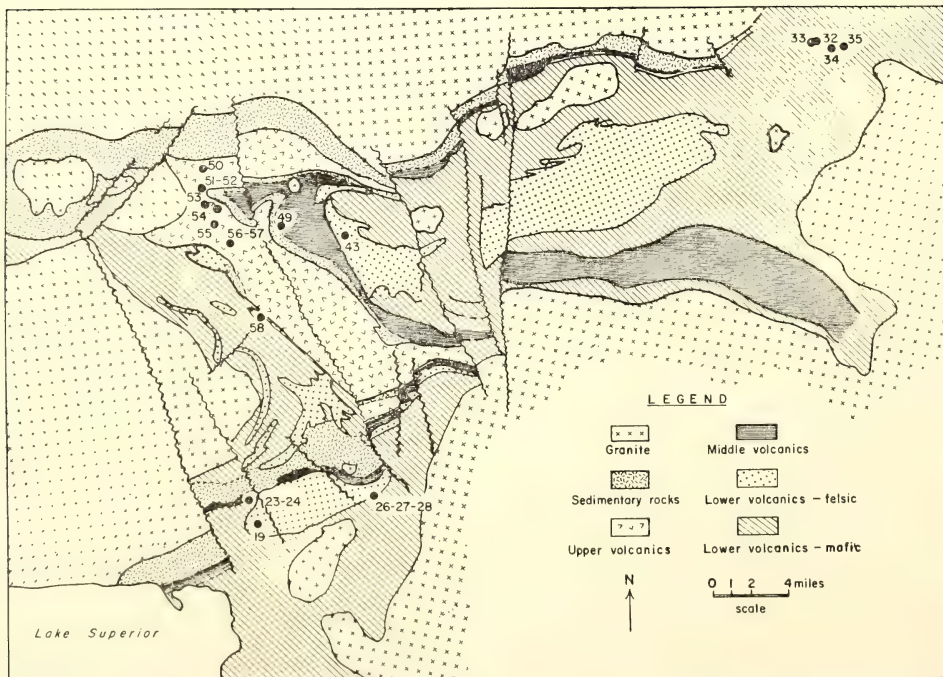 33 32 35
34
50
51-52
53
54
49
55
56-57
43
58
23-24
26-27-28
19
Lake Superior
LEGEND
Granite
Middle volcanics
Sedimentary rocks
Lower volcanics - felsic
Upper volcanics
Lower volcanics - mafic
N
0 1 2 4 miles
scale